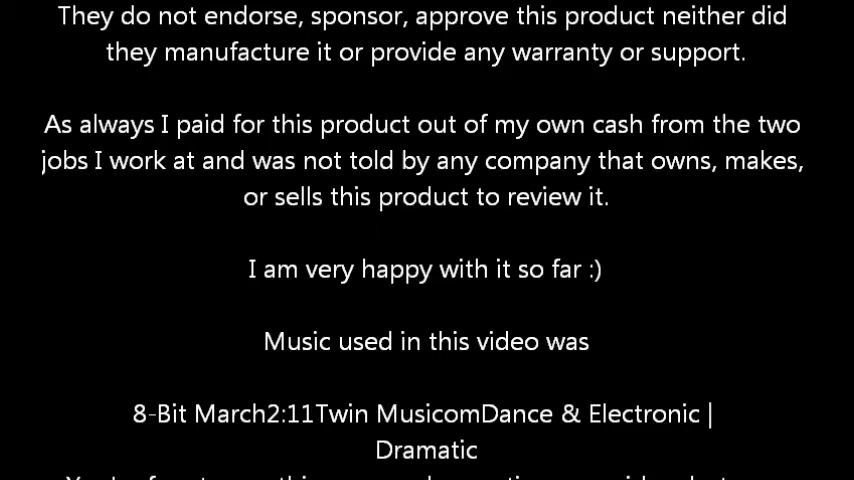 They do not endorse, sponsor, approve this product neither did
they manufacture it or provide any warranty or support.
As always I paid for this product out of my own cash from the two
jobs I work at and was not told by any company that owns, makes,
or sells this product to review it.
I am very happy with it so far :)
Music used in this video was
8-Bit March2:11Twin MusicomDance & Electronic |
Dramatic